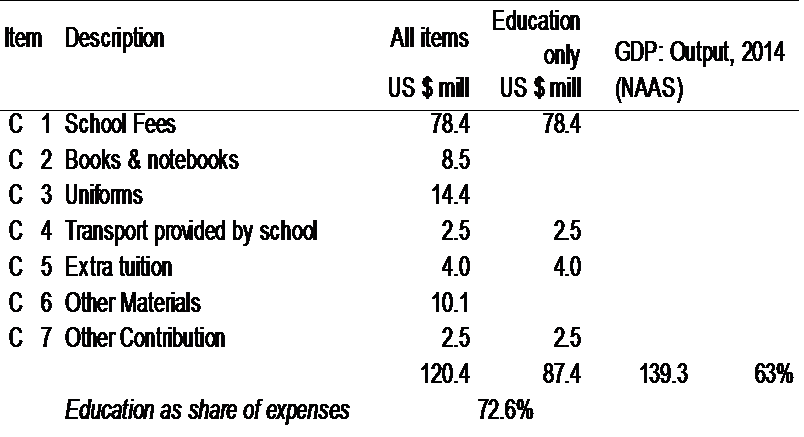 Item Description All items Education only GDP: Output, 2014 (NAAS)
US $ mill US $ mill
C 1 School Fees 78.4 78.4
C 2 Books & notebooks 8.5
C 3 Uniforms 14.4
C 4 Transport provided by school 2.5 2.5
C 5 Extra tuition 4.0 4.0
C 6 Other Materials 10.1
C 7 Other Contribution 2.5 2.5
120.4 87.4 139.3 63%
Education as share of expenses 72.6%